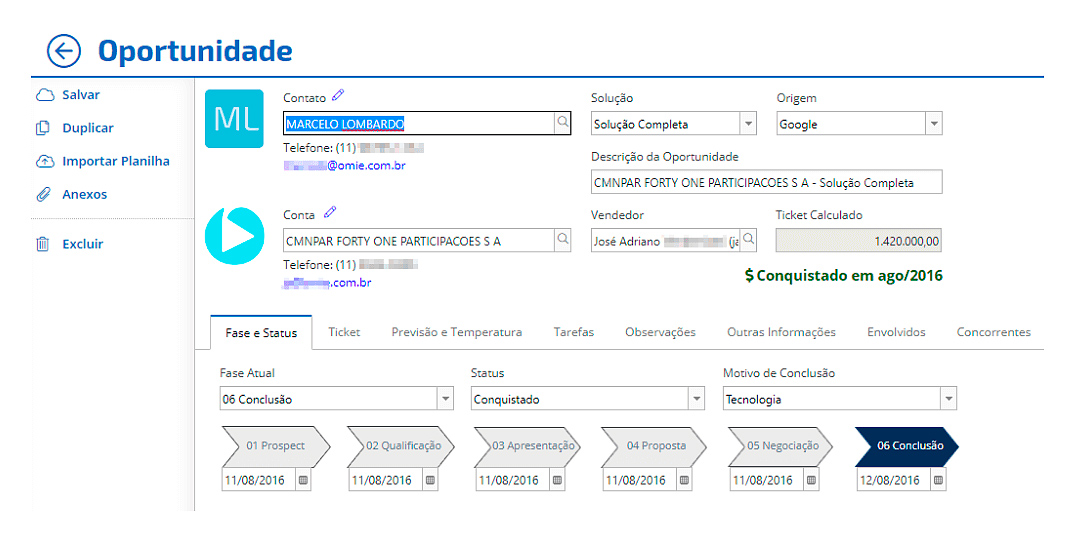 Oportunidade
Salvar
Duplicar
Importar Planilha
Anexos
Excluir
ML
Contato
MARCELO LOMBARDO
Telefone: (11)
@omie.com.br
Solução
Solução Completa
Origem
Google
Descrição da Oportunidade
CMNPAR FORTY ONE PARTICIPACOES S A - Solução Completa
Conta
CMNPAR FORTY ONE PARTICIPACOES S A
Telefone: (11)
.com.br
Vendedor
José Adriano
Ticket Calculado
1.420.000,00
$ Conquistado em ago/2016
Fase e Status Ticket Previsão e Temperatura Tarefas Observações Outras Informações Envolvidos Concorrentes
Fase Atual Status Motivo de Conclusão
06 Conclusão Conquistado Tecnologia
01 Prospect 02 Qualificação 03 Apresentação 04 Proposta 05 Negociação 06 Conclusão
11/08/2016 11/08/2016 11/08/2016 11/08/2016 11/08/2016 12/08/2016